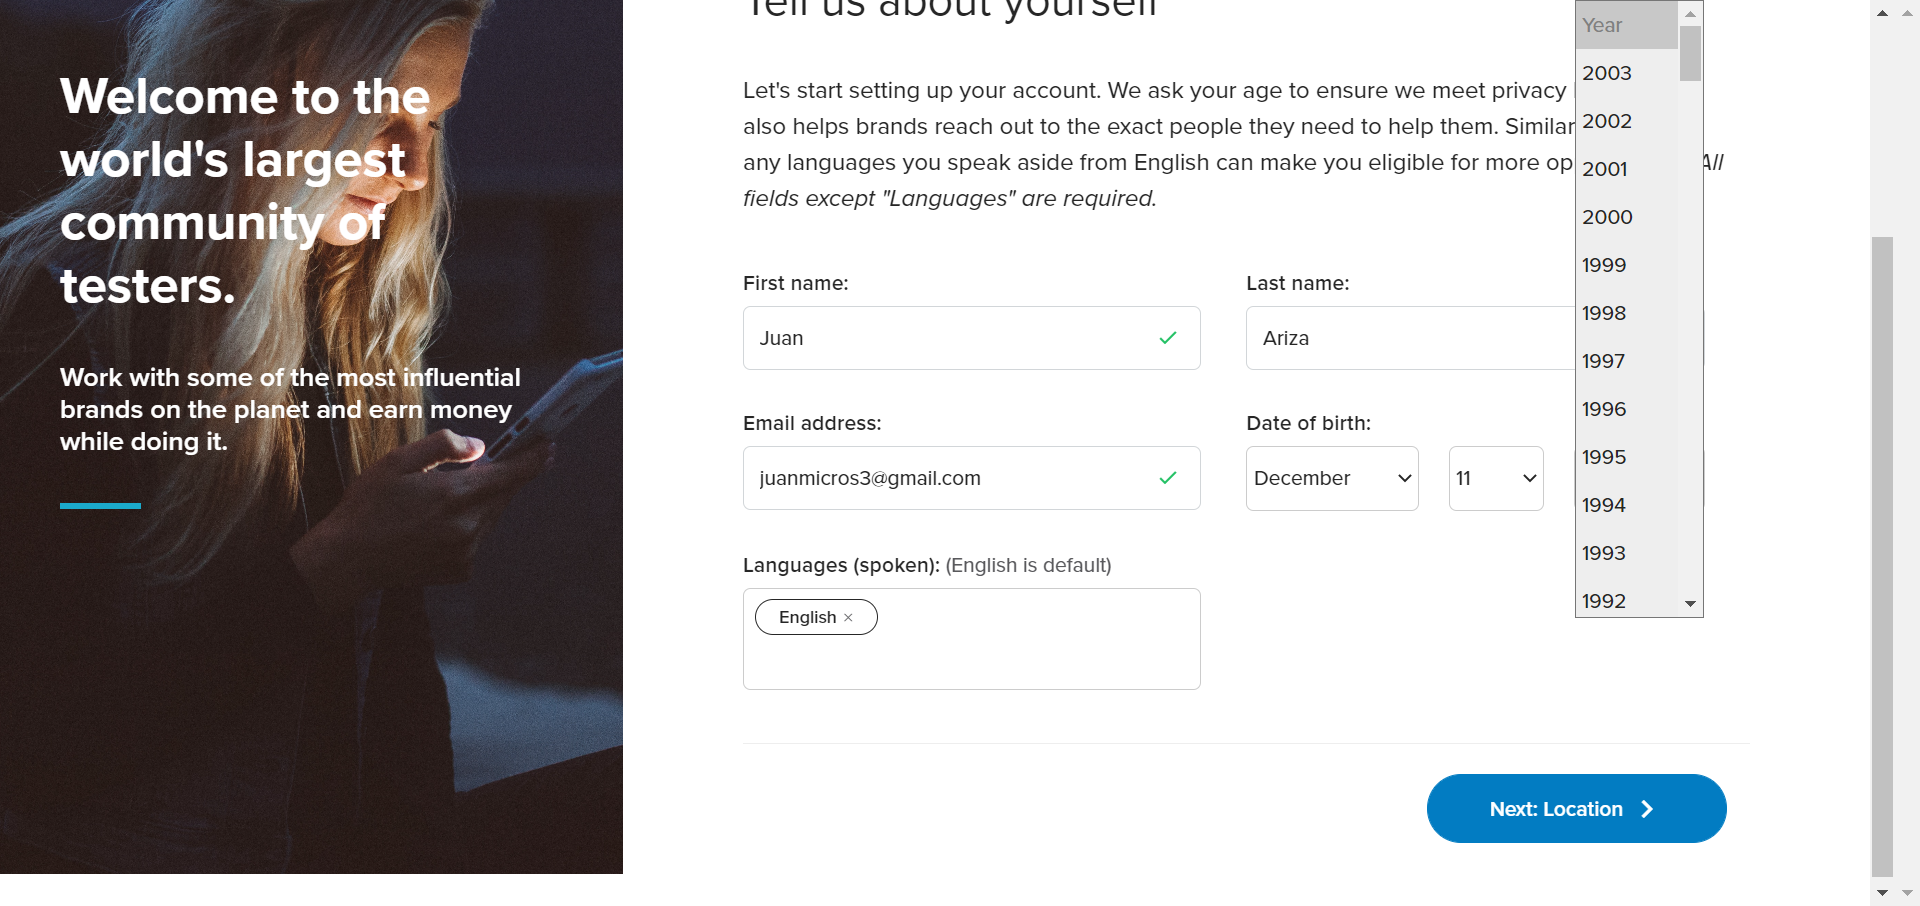 Welcome to the
world's largest
community of
testers.
Work with some of the most influential
brands on the planet and earn money
while doing it.
Tell us about yourself
Let's start setting up your account. We ask your age to ensure we meet privacy
also helps brands reach out to the exact people they need to help them. Similar
any languages you speak aside from English can make you eligible for more op All
fields except "Languages" are required.
First name:
Juan
Last name:
Ariza
Email address:
juanmicros3@gmail.com
Date of birth:
December
11
Year
2003
2002
2001
2000
1999
1998
1997
1996
1995
1994
1993
1992
Languages (spoken): (English is default)
English ×
Next: Location